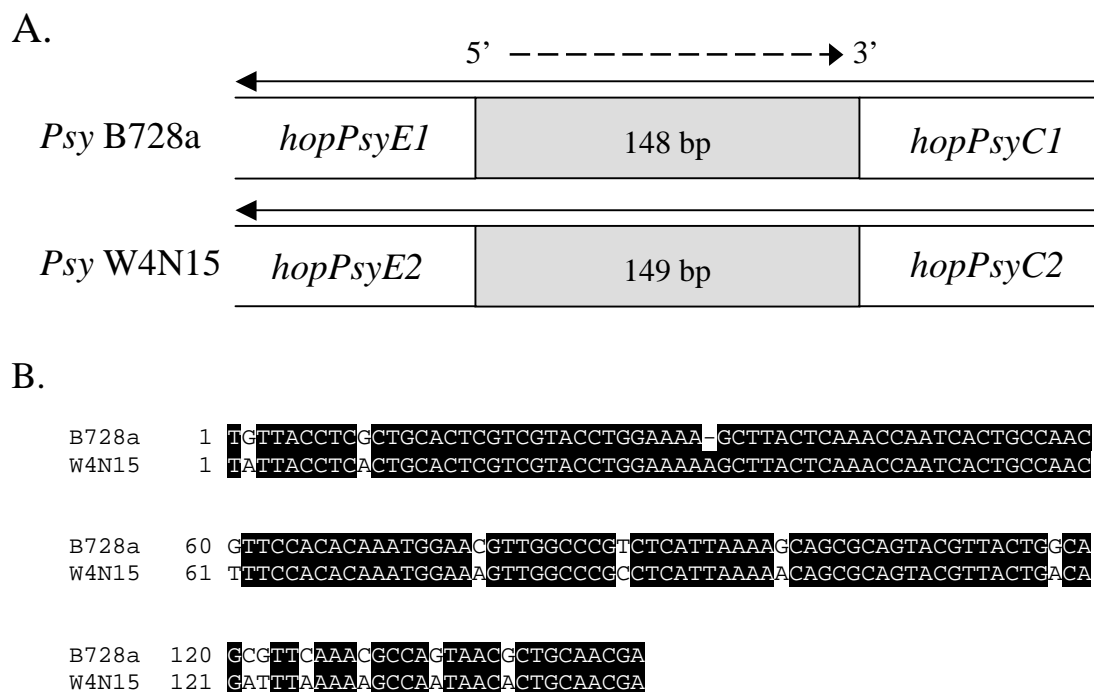 A.
5’ 3’
Psy B728a hopPsyE1 148 bp hopPsyC1
Psy W4N15 hopPsyE2 149 bp hopPsyC2
B.
B728a 1 TGTTACCTCGCTGCACTCGTCGTACCTGGAAAA-GCTTACTCAAACCAATCACTGCCAAC
W4N15 1 TATTACCTCACTGCACTCGTCGTACCTGGAAAAAGCTTACTCAAACCAATCACTGCCAAC
B728a 60 GTTCCACACAAATGGAACGTTGGCCCGTCTCATTAAAAGCAGCGCAGTACGTTACTGGCA
W4N15 61 TTTCCACACAAATGGAAAGTTGGCCCGCCTCATTAAAAACAGCGCAGTACGTTACTGACA
B728a 120 GCGTTCAAACGCCAGTAACGCTGCAACGA
W4N15 121 GATTTAAAAAGCCAATAACACTGCAACGA